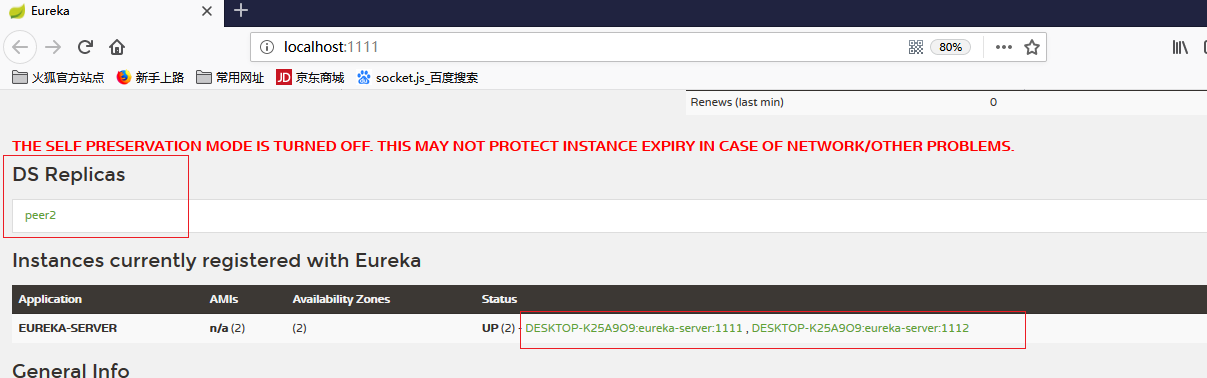 Eureka
localhost:1111
80%
火狐官方站点 新手上路 常用网址 JD 京东商城 socket.js_百度搜索
Renews (last min) 0
THE SELF PRESERVATION MODE IS TURNED OFF. THIS MAY NOT PROTECT INSTANCE EXPIRY IN CASE OF NETWORK/OTHER PROBLEMS.
DS Replicas
peer2
Instances currently registered with Eureka
Application AMIs Availability Zones Status
EUREKA-SERVER n/a (2) (2) UP (2) - DESKTOP-K25A9O9:eureka-server:1111 , DESKTOP-K25A9O9:eureka-server:1112
General Info